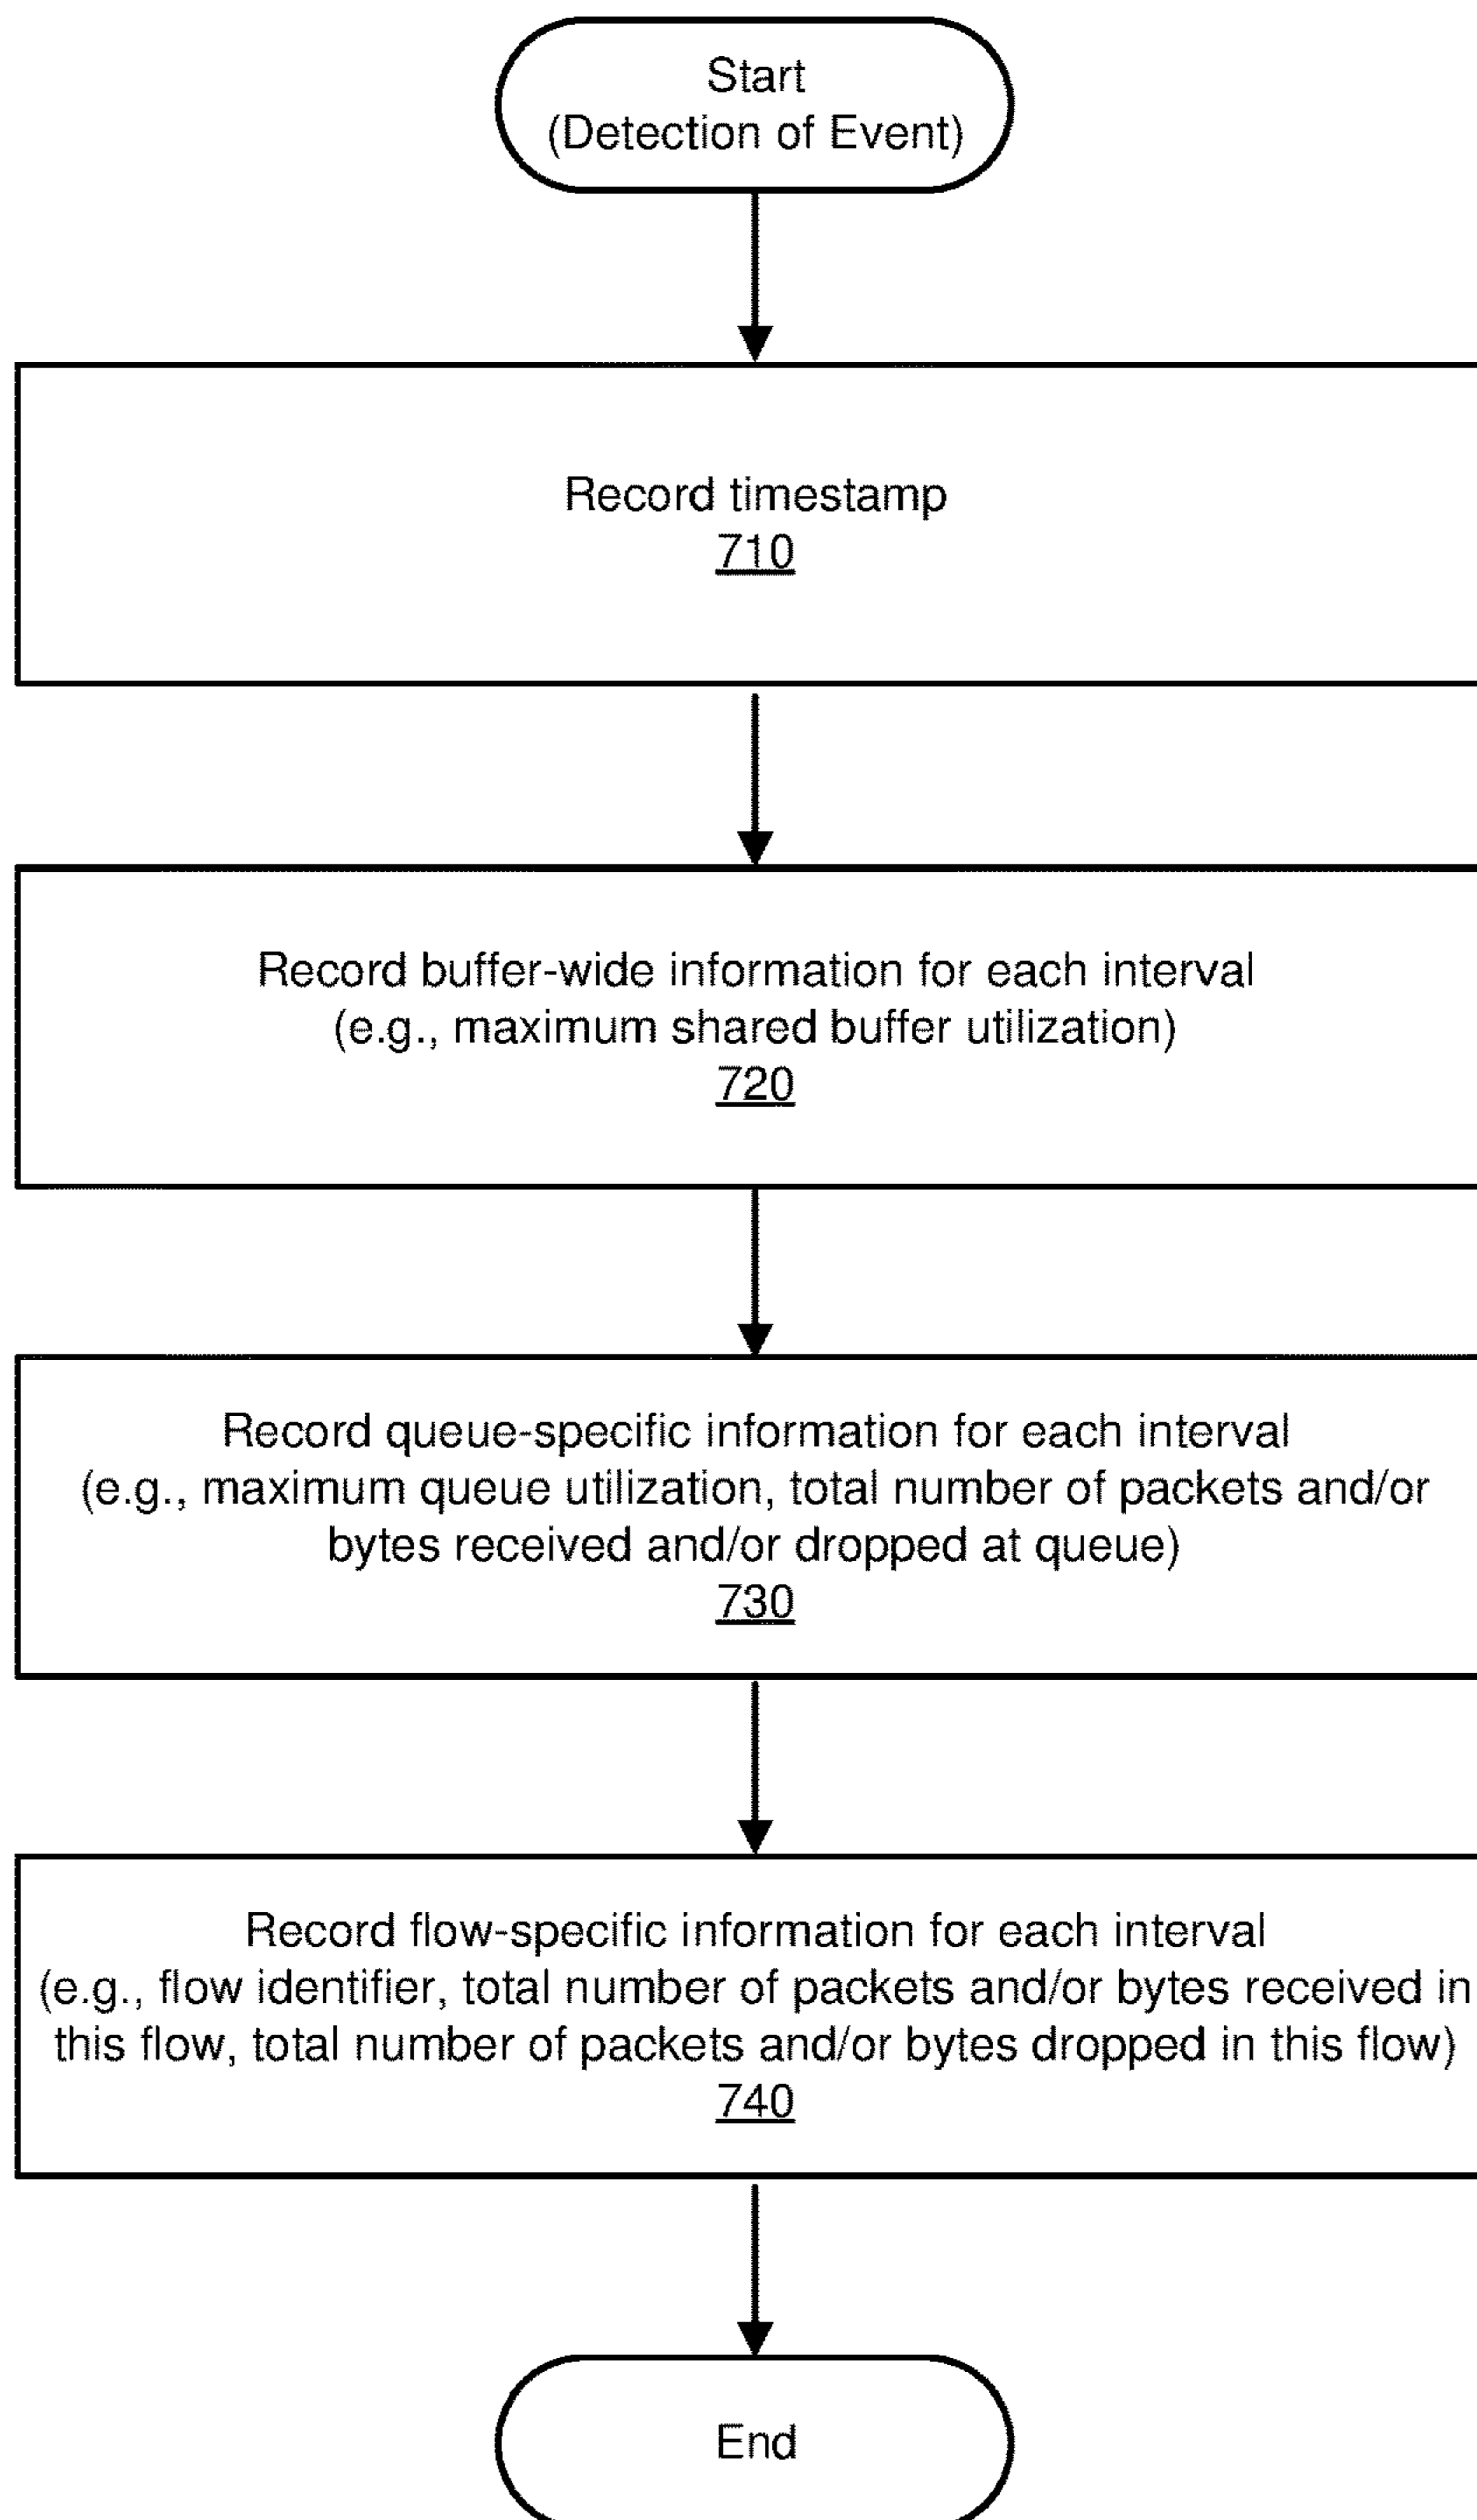 Start
(Detection of Event)
Record timestamp
710
Record buffer-wide information for each interval
(e.g., maximum shared buffer utilization)
720
Record queue-specific information for each interval
(e.g., maximum queue utilization, total number of packets and/or
bytes received and/or dropped at queue)
730
Record flow-specific information for each interval
(e.g., flow identifier, total number of packets and/or bytes received in
this flow, total number of packets and/or bytes dropped in this flow)
740
End